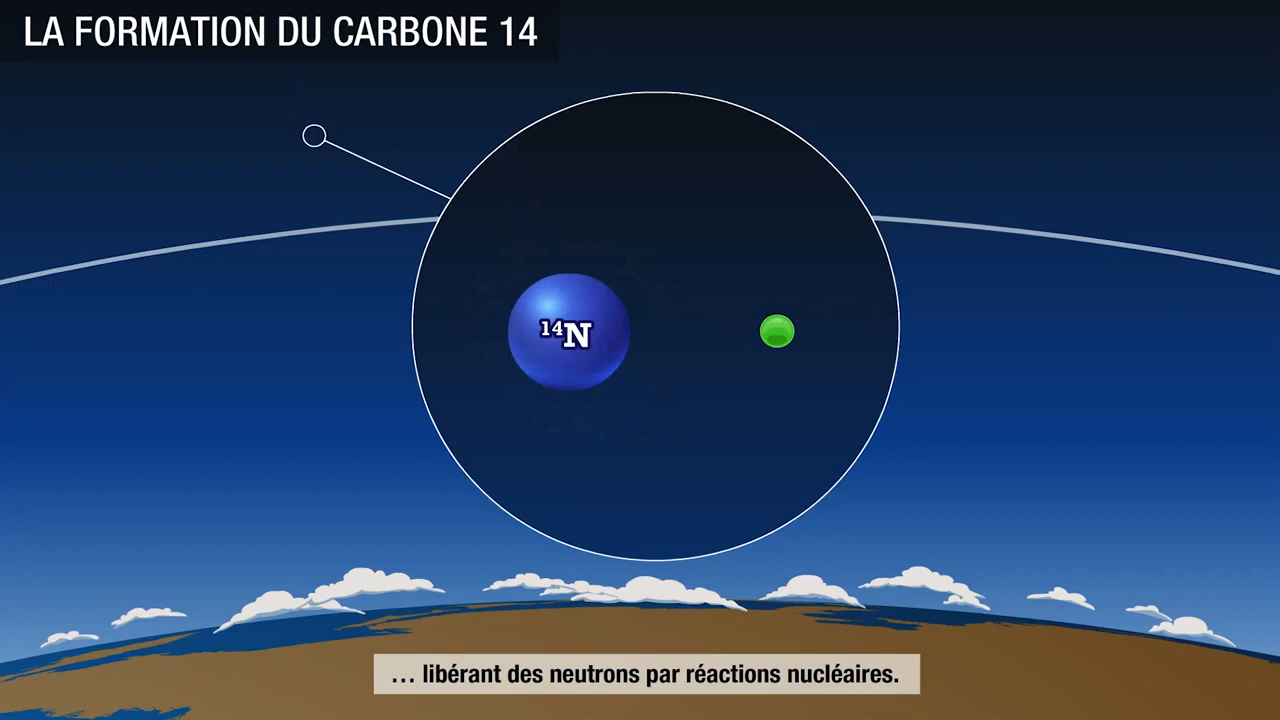 LA FORMATION DU CARBONE 14
¹⁴N
… libérant des neutrons par réactions nucléaires.